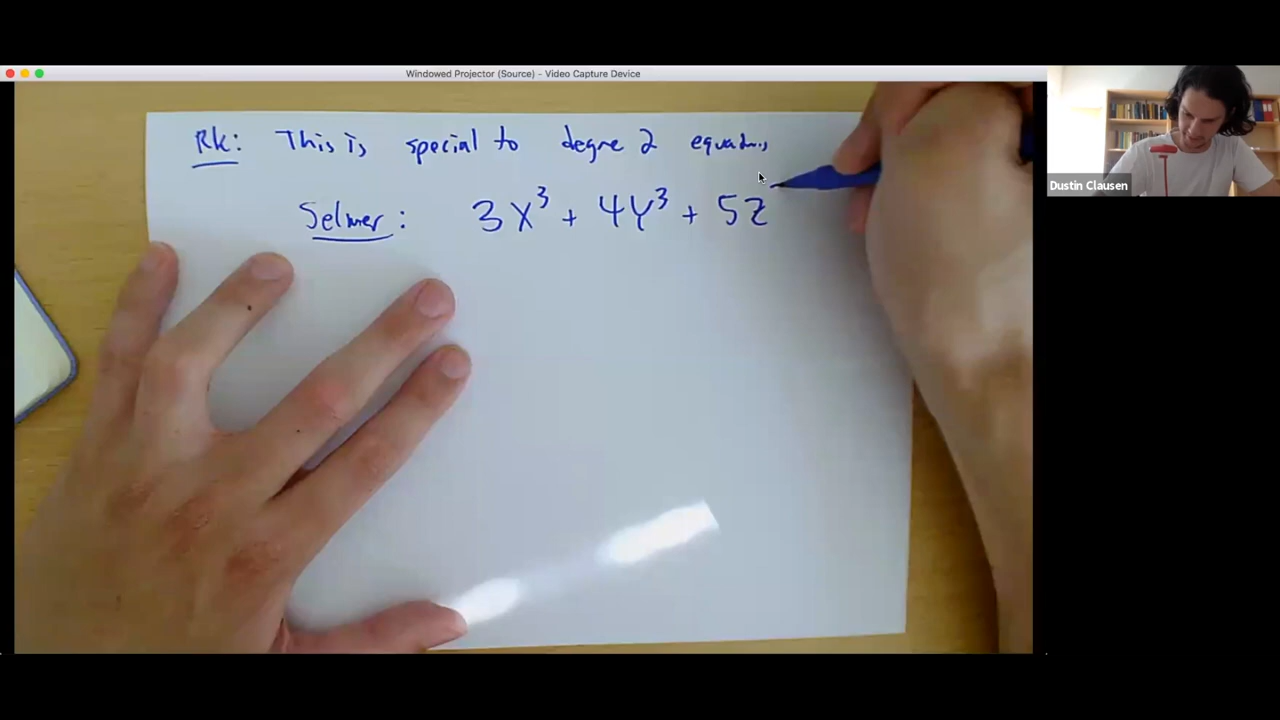 Windowed Projector (Source) - Video Capture Device
Rk: This is special to degree 2
Selmer: 3X³ + 4Y³ + 5Z
Dustin Clausen